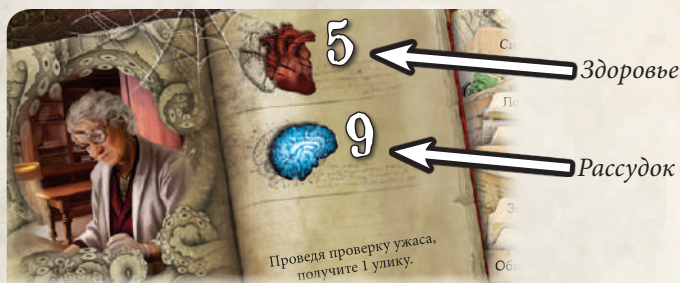 5
Здоровье
9
Рассудок
Проведя проверку ужаса,
получите 1 улику.